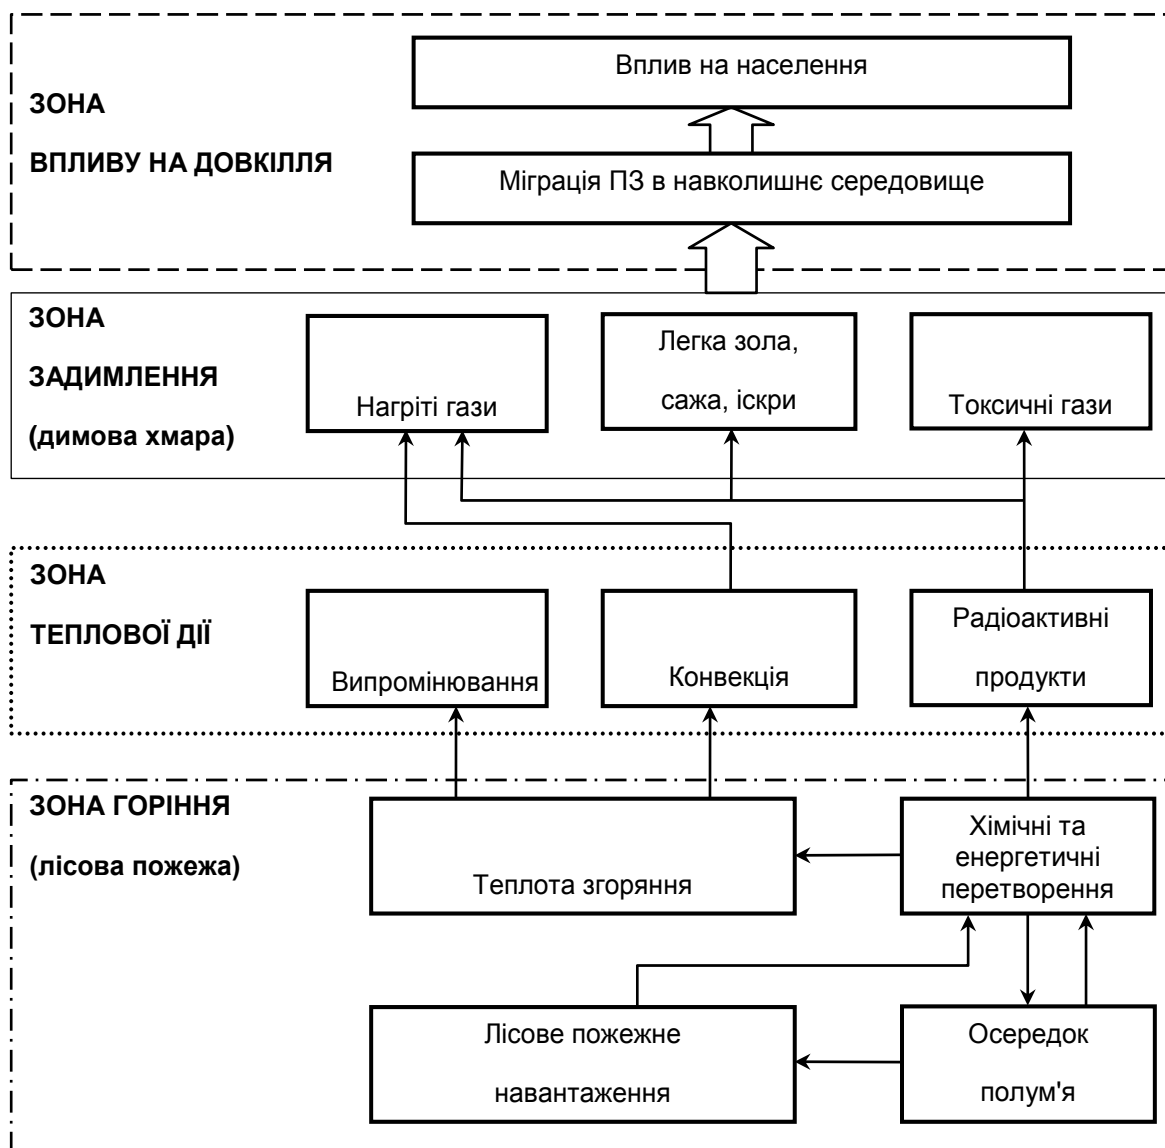 ЗОНА
ВПЛИВУ НА ДОВКІЛЛЯ
Вплив на населення
Міграція ПЗ в навколишнє середовище
ЗОНА
ЗАДИМЛЕННЯ
(димова хмара)
Нагріті гази
Легка зола,
сажа, іскри
Токсичні гази
ЗОНА
ТЕПЛОВОЇ ДІЇ
Випромінювання
Конвекція
Радіоактивні
продукти
ЗОНА ГОРІННЯ
(лісова пожежа)
Теплота згоряння
Хімічні та
енергетичні
перетворення
Лісове пожежне
навантаження
Осередок
полум'я